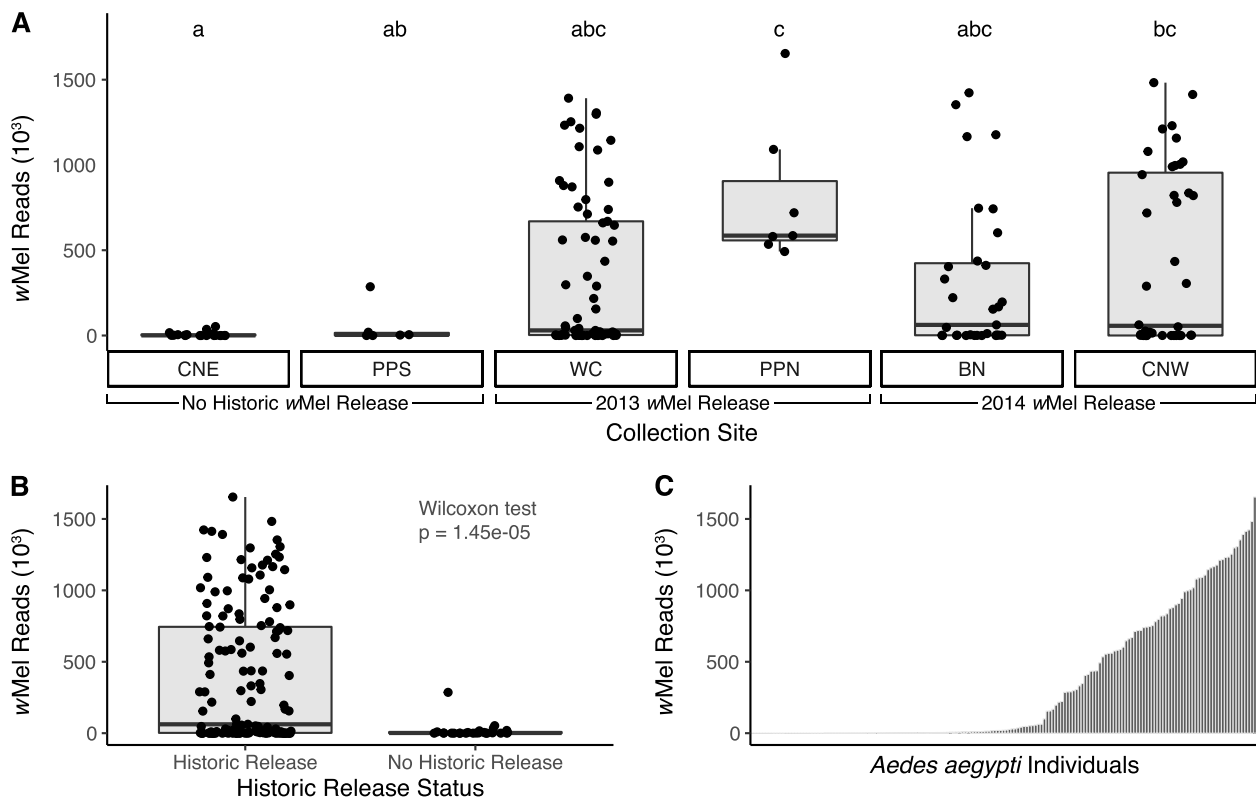 A
a ab abc c abc bc
wMel Reads (10³)
1500
1000
500
0
CNE PPS WC PPN BN CNW
No Historic wMel Release 2013 wMel Release 2014 wMel Release
Collection Site
B
wMel Reads (10³)
1500
1000
500
0
Wilcoxon test
p = 1.45e-05
Historic Release No Historic Release
Historic Release Status
C
wMel Reads (10³)
1500
1000
500
0
Aedes aegypti Individuals